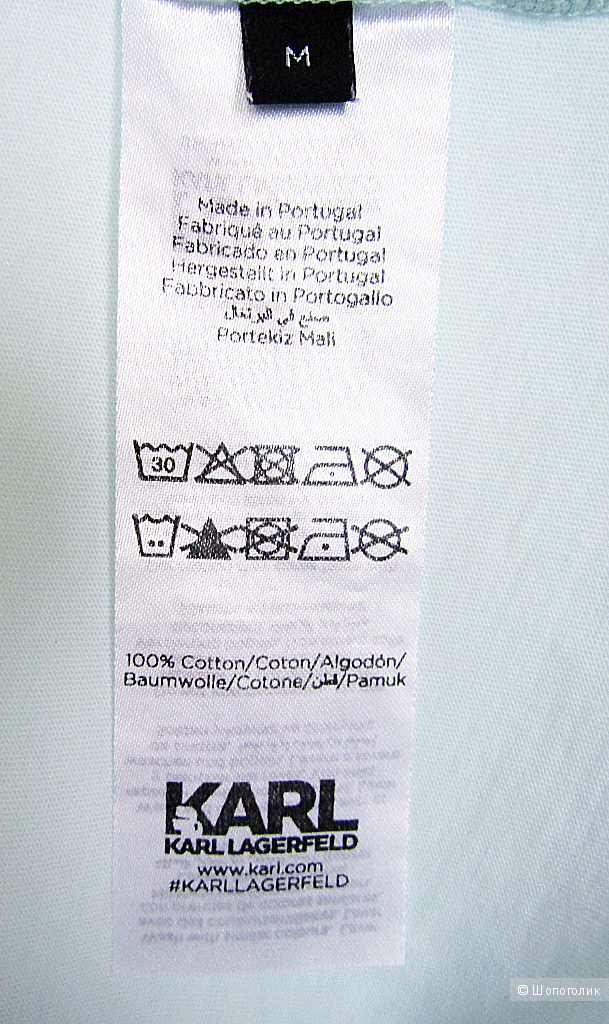 M
Made in Portugal
Fabriqué au Portugal
Fabricado en Portugal
Hergestellt in Portugal
Fabbricato in Portogallo
صنع في البرتغال
Portekiz Mali
30
100% Cotton/Coton/Algodón/
Baumwolle/Cotone/قطن/Pamuk
KARL
KARL LAGERFELD
www.karl.com
#KARLLAGERFELD
© Шопоголик